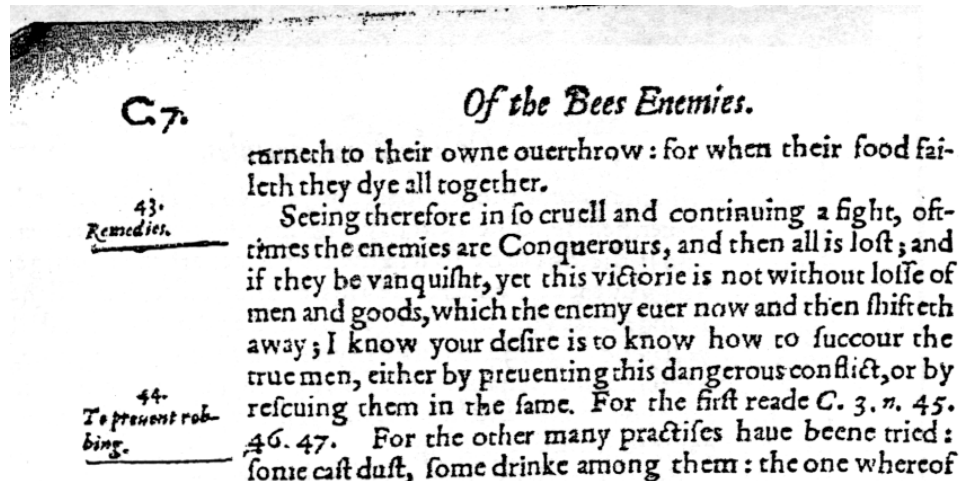 C. 7.
Of the Bees Enemies.
turneth to their owne ouerthrow : for when their food fai-
leth they dye all together.
43.
Remedies.
Seeing therefore in ſo cruell and continuing a fight, oft-
times the enemies are Conquerours, and then all is loſt ; and
if they be vanquiſht, yet this victorie is not without loſſe of
men and goods, which the enemy euer now and then ſhifteth
away ; I know your deſire is to know how to ſuccour the
true men, either by preuenting this dangerous conflict, or by
44.
To preuent rob-
bing.
reſcuing them in the ſame. For the firſt reade C. 3. n. 45.
46. 47. For the other many practiſes haue beene tried :
ſome caſt duſt, ſome drinke among them : the one whereof